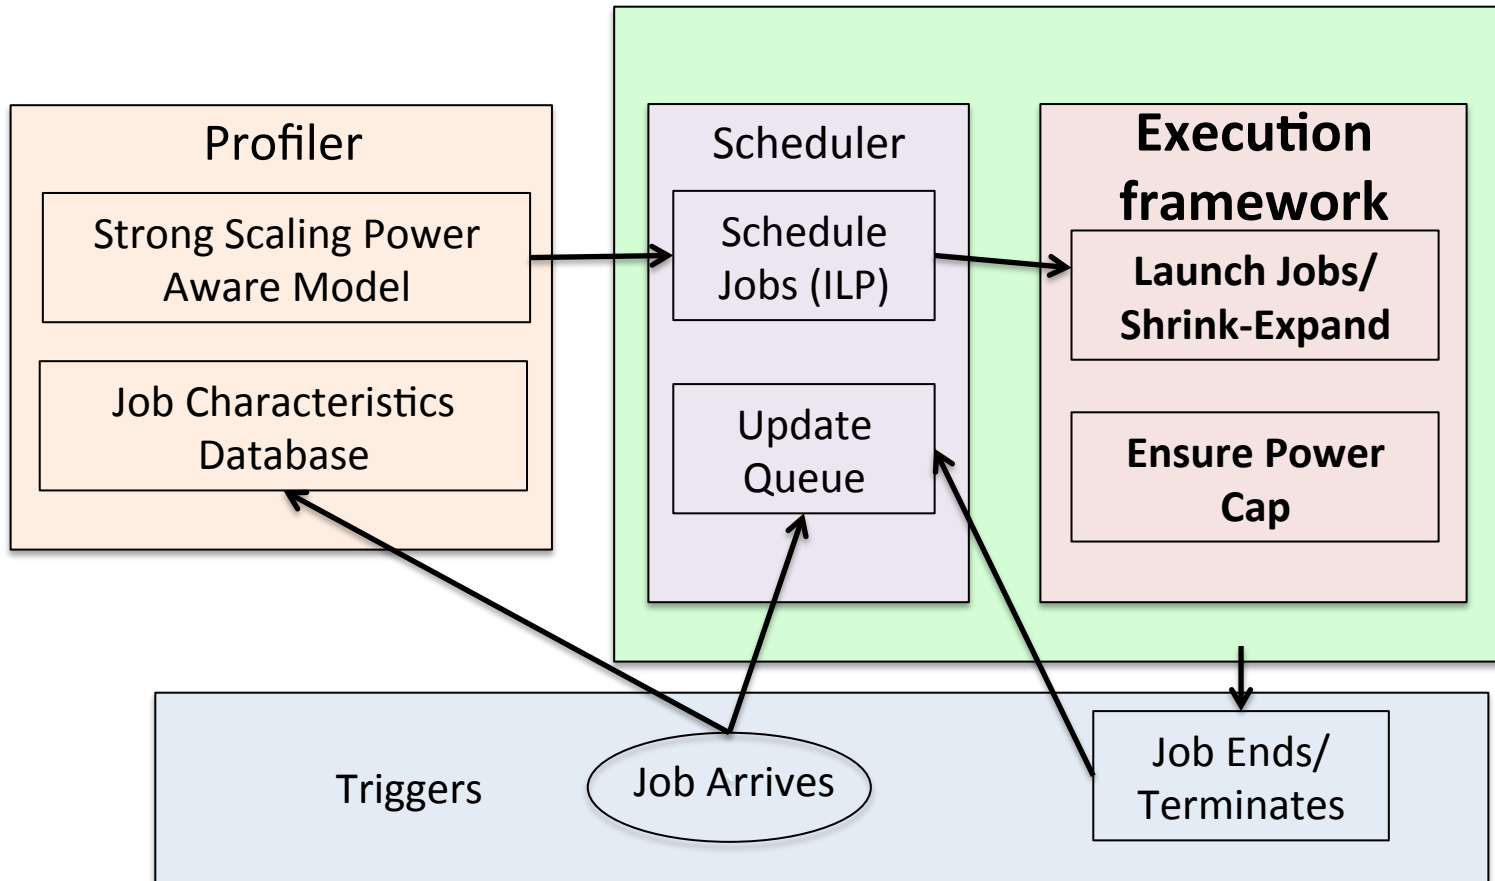 Profiler
Strong Scaling Power
Aware Model
Job Characteristics
Database
Scheduler
Schedule
Jobs (ILP)
Update
Queue
Execution
framework
Launch Jobs/
Shrink-Expand
Ensure Power
Cap
Triggers
Job Arrives
Job Ends/
Terminates